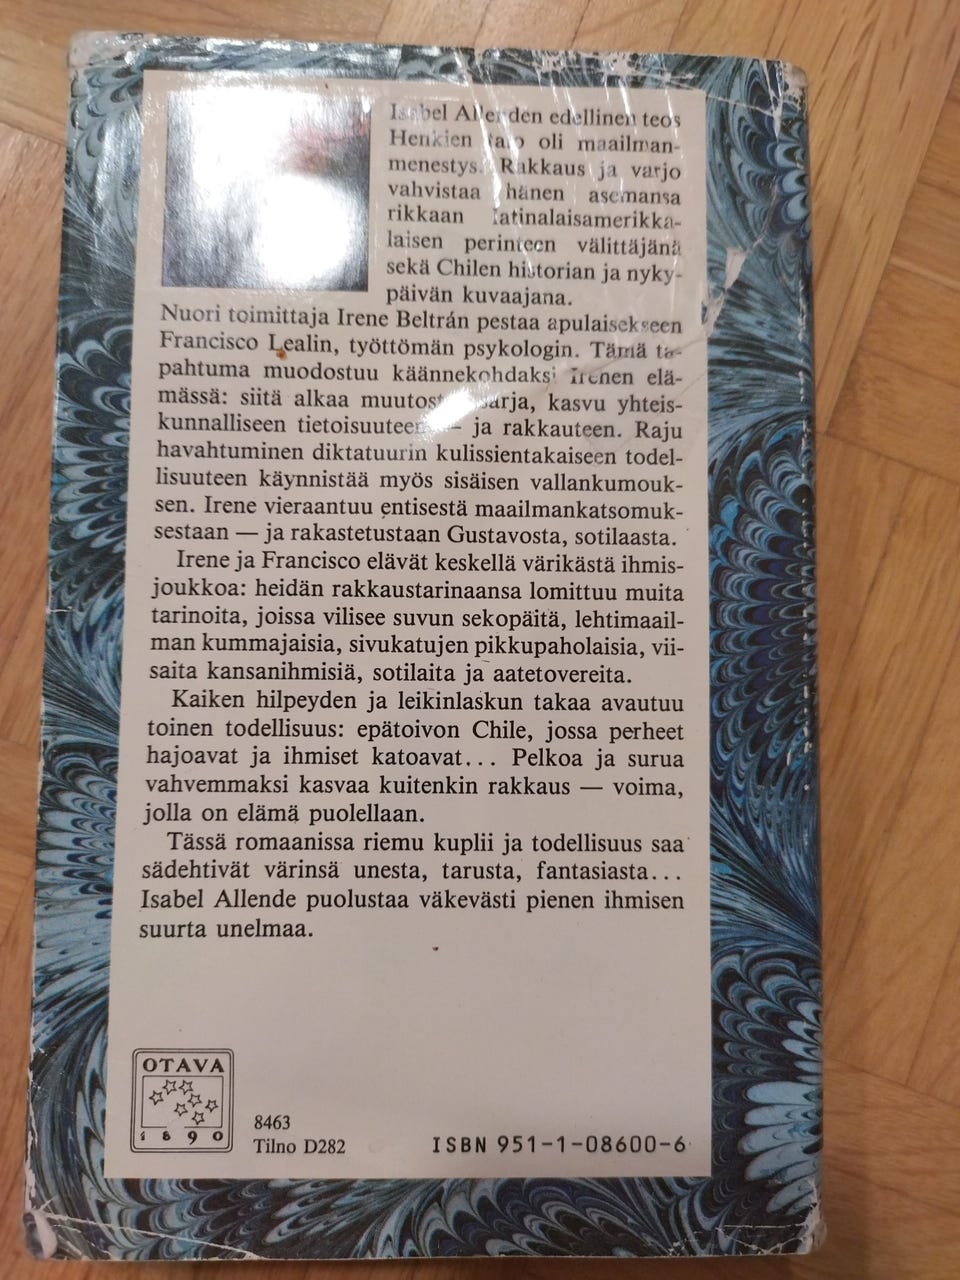 Isabel Allenden edellinen teos
Henkien talo oli maailman-
menestys. Rakkaus ja varjo
vahvistaa hänen asemansa
rikkaan latinalaisamerikka-
laisen perinteen välittäjänä
sekä Chilen historian ja nyky-
päivän kuvaajana.
Nuori toimittaja Irene Beltrán pestaa apulaisekseen
Francisco Lealin, työttömän psykologin. Tämä ta-
pahtuma muodostuu käännekohdaksi Irenen elä-
mässä: siitä alkaa kasvu yhteis-
kunnalliseen tietoisuuteen — ja rakkauteen. Raju
havahtuminen diktatuurin kulissientakaiseen todel-
lisuuteen käynnistää myös sisäisen vallankumouk-
sen. Irene vieraantuu entisestä maailmankatsomuk-
sestaan — ja rakastetustaan Gustavosta, sotilaasta.
Irene ja Francisco elävät keskellä värikästä ihmis-
joukkoa: heidän rakkaustarinaansa lomittuu muita
tarinoita, joissa vilisee suvun sekopäitä, lehtimaail-
man kummajaisia, sivukatujen pikkupaholaisia, vii-
saita kansanihmisiä, sotilaita ja aatetovereita.
Kaiken hilpeyden ja leikinlaskun takaa avautuu
toinen todellisuus: epätoivon Chile, jossa perheet
hajoavat ja ihmiset katoavat... Pelkoa ja surua
vahvemmaksi kasvaa kuitenkin rakkaus — voima,
jolla on elämä puolellaan.
Tässä romaanissa riemu kuplii ja todellisuus saa
sädehtivät värinsä unesta, tarusta, fantasiasta...
Isabel Allende puolustaa väkevästi pienen ihmisen
suurta unelmaa.
OTAVA
1890
8463
Tilno D282
ISBN 951-1-08600-6